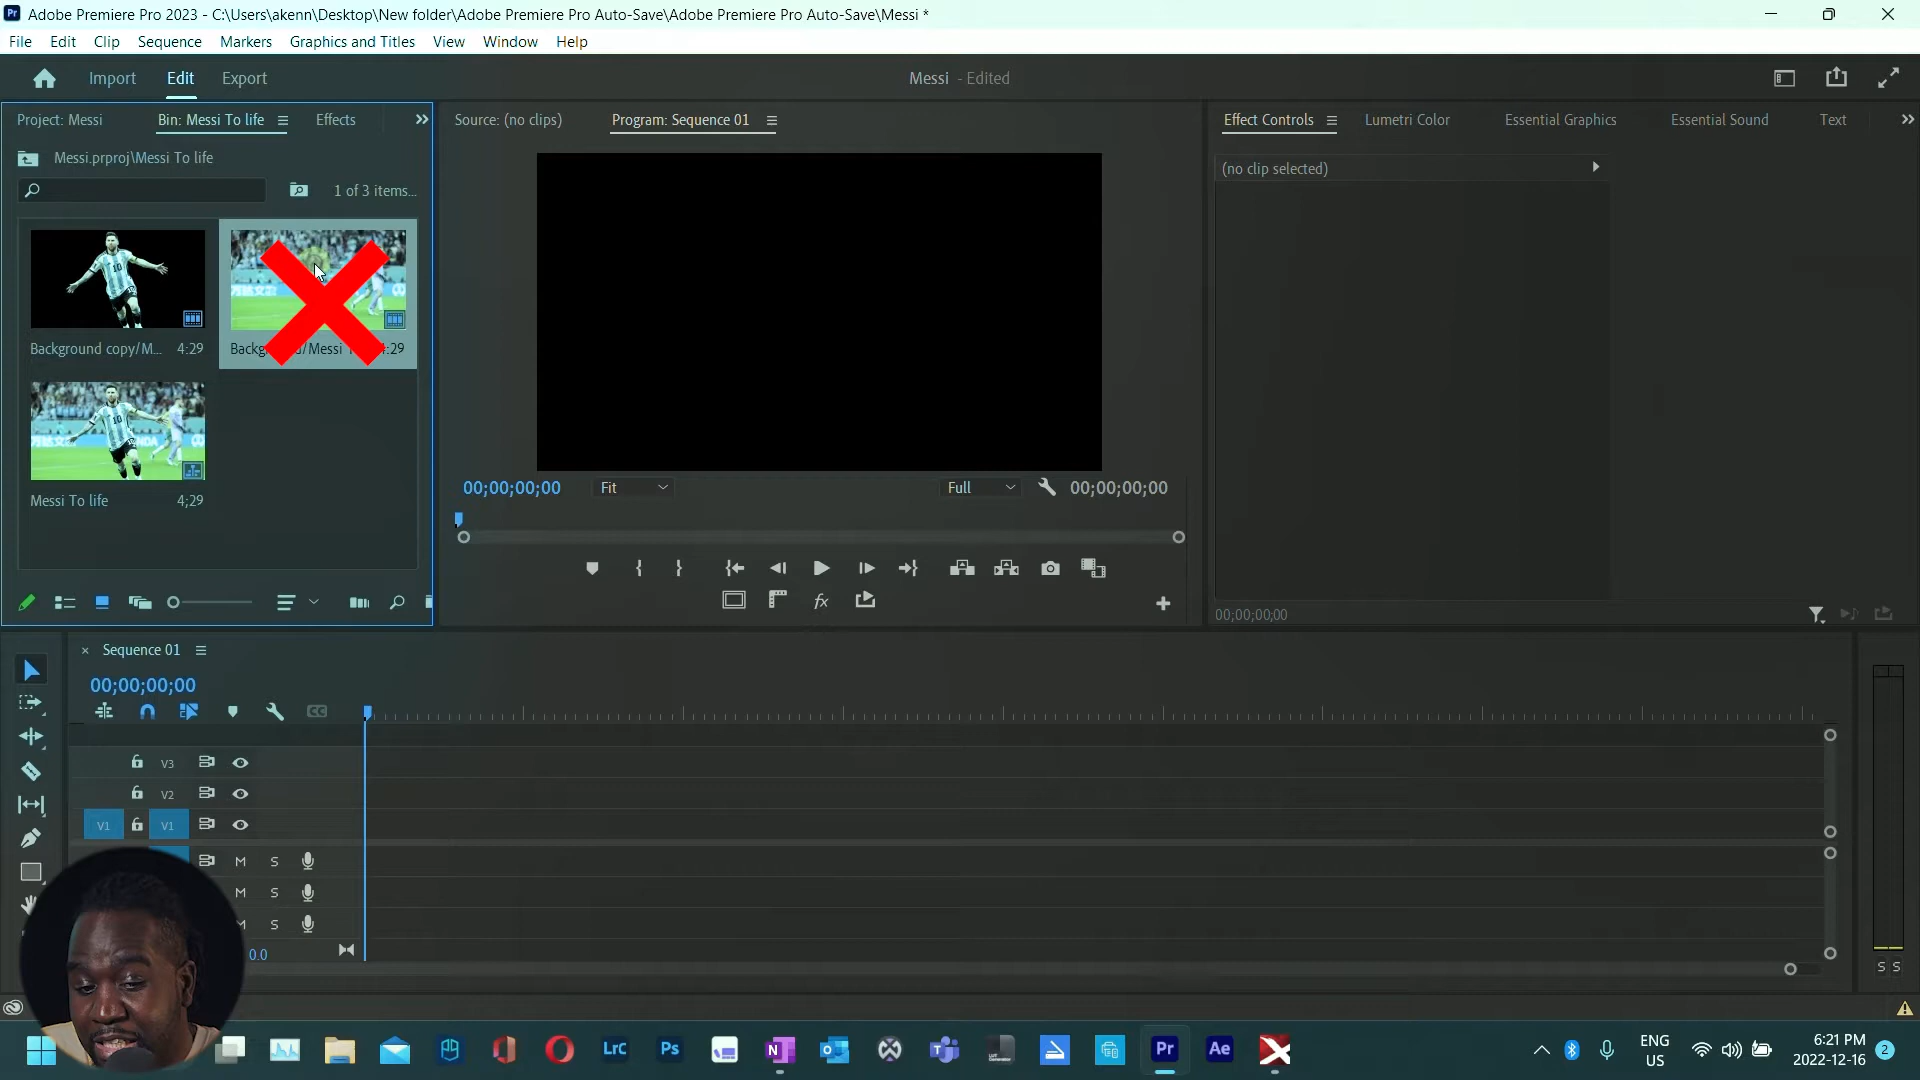 Pr Adobe Premiere Pro 2023 - C:\Users\akenn\Desktop\New folder\Adobe Premiere Pro Auto-Save\Adobe Premiere Pro Auto-Save\Messi *
File Edit Clip Sequence Markers Graphics and Titles View Window Help
Import Edit Export Messi - Edited
Project: Messi Bin: Messi To life Effects Source: (no clips) Program: Sequence 01 Effect Controls Lumetri Color Essential Graphics Essential Sound Text
Messi.prproj\Messi To life
(no clip selected)
1 of 3 items...
Background copy/M... 4:29
Messi To life 4;29
00;00;00;00 Fit Full 00;00;00;00
fx
00;00;00;00
× Sequence 01
00;00;00;00
CC
V3
V2
V1 V1
M S
S
S
0.0
S S
LrC Ps Pr Ae
ENG
US
6:21 PM
2022-12-16
2